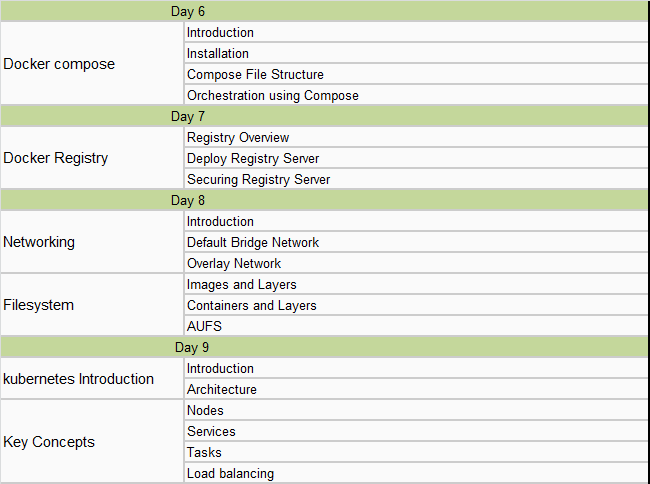 Day 6
Docker compose
Introduction
Installation
Compose File Structure
Orchestration using Compose
Day 7
Docker Registry
Registry Overview
Deploy Registry Server
Securing Registry Server
Day 8
Networking
Introduction
Default Bridge Network
Overlay Network
Filesystem
Images and Layers
Containers and Layers
AUFS
Day 9
kubernetes Introduction
Introduction
Architecture
Key Concepts
Nodes
Services
Tasks
Load balancing